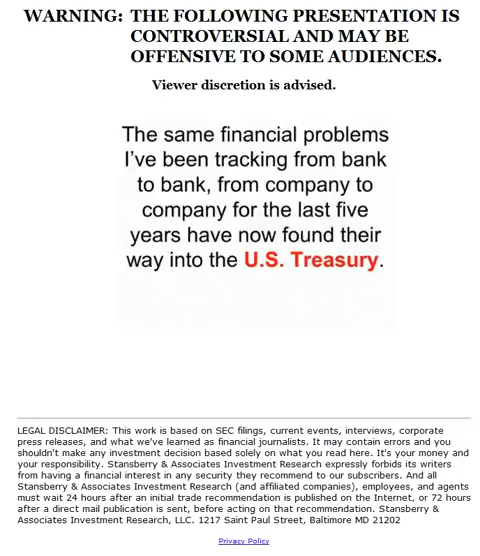 WARNING: THE FOLLOWING PRESENTATION IS
CONTROVERSIAL AND MAY BE
OFFENSIVE TO SOME AUDIENCES.
Viewer discretion is advised.
The same financial problems
I've been tracking from bank
to bank, from company to
company for the last five
years have now found their
way into the U.S. Treasury.
LEGAL DISCLAIMER: This work is based on SEC filings, current events, interviews, corporate
press releases, and what we've learned as financial journalists. It may contain errors and you
shouldn't make any investment decision based solely on what you read here. It's your money and
your responsibility. Stansberry & Associates Investment Research expressly forbids its writers
from having a financial interest in any security they recommend to our subscribers. And all
Stansberry & Associates Investment Research (and affiliated companies), employees, and agents
must wait 24 hours after an initial trade recommendation is published on the Internet, or 72 hours
after a direct mail publication is sent, before acting on that recommendation. Stansberry &
Associates Investment Research, LLC. 1217 Saint Paul Street, Baltimore MD 21202
Privacy Policy